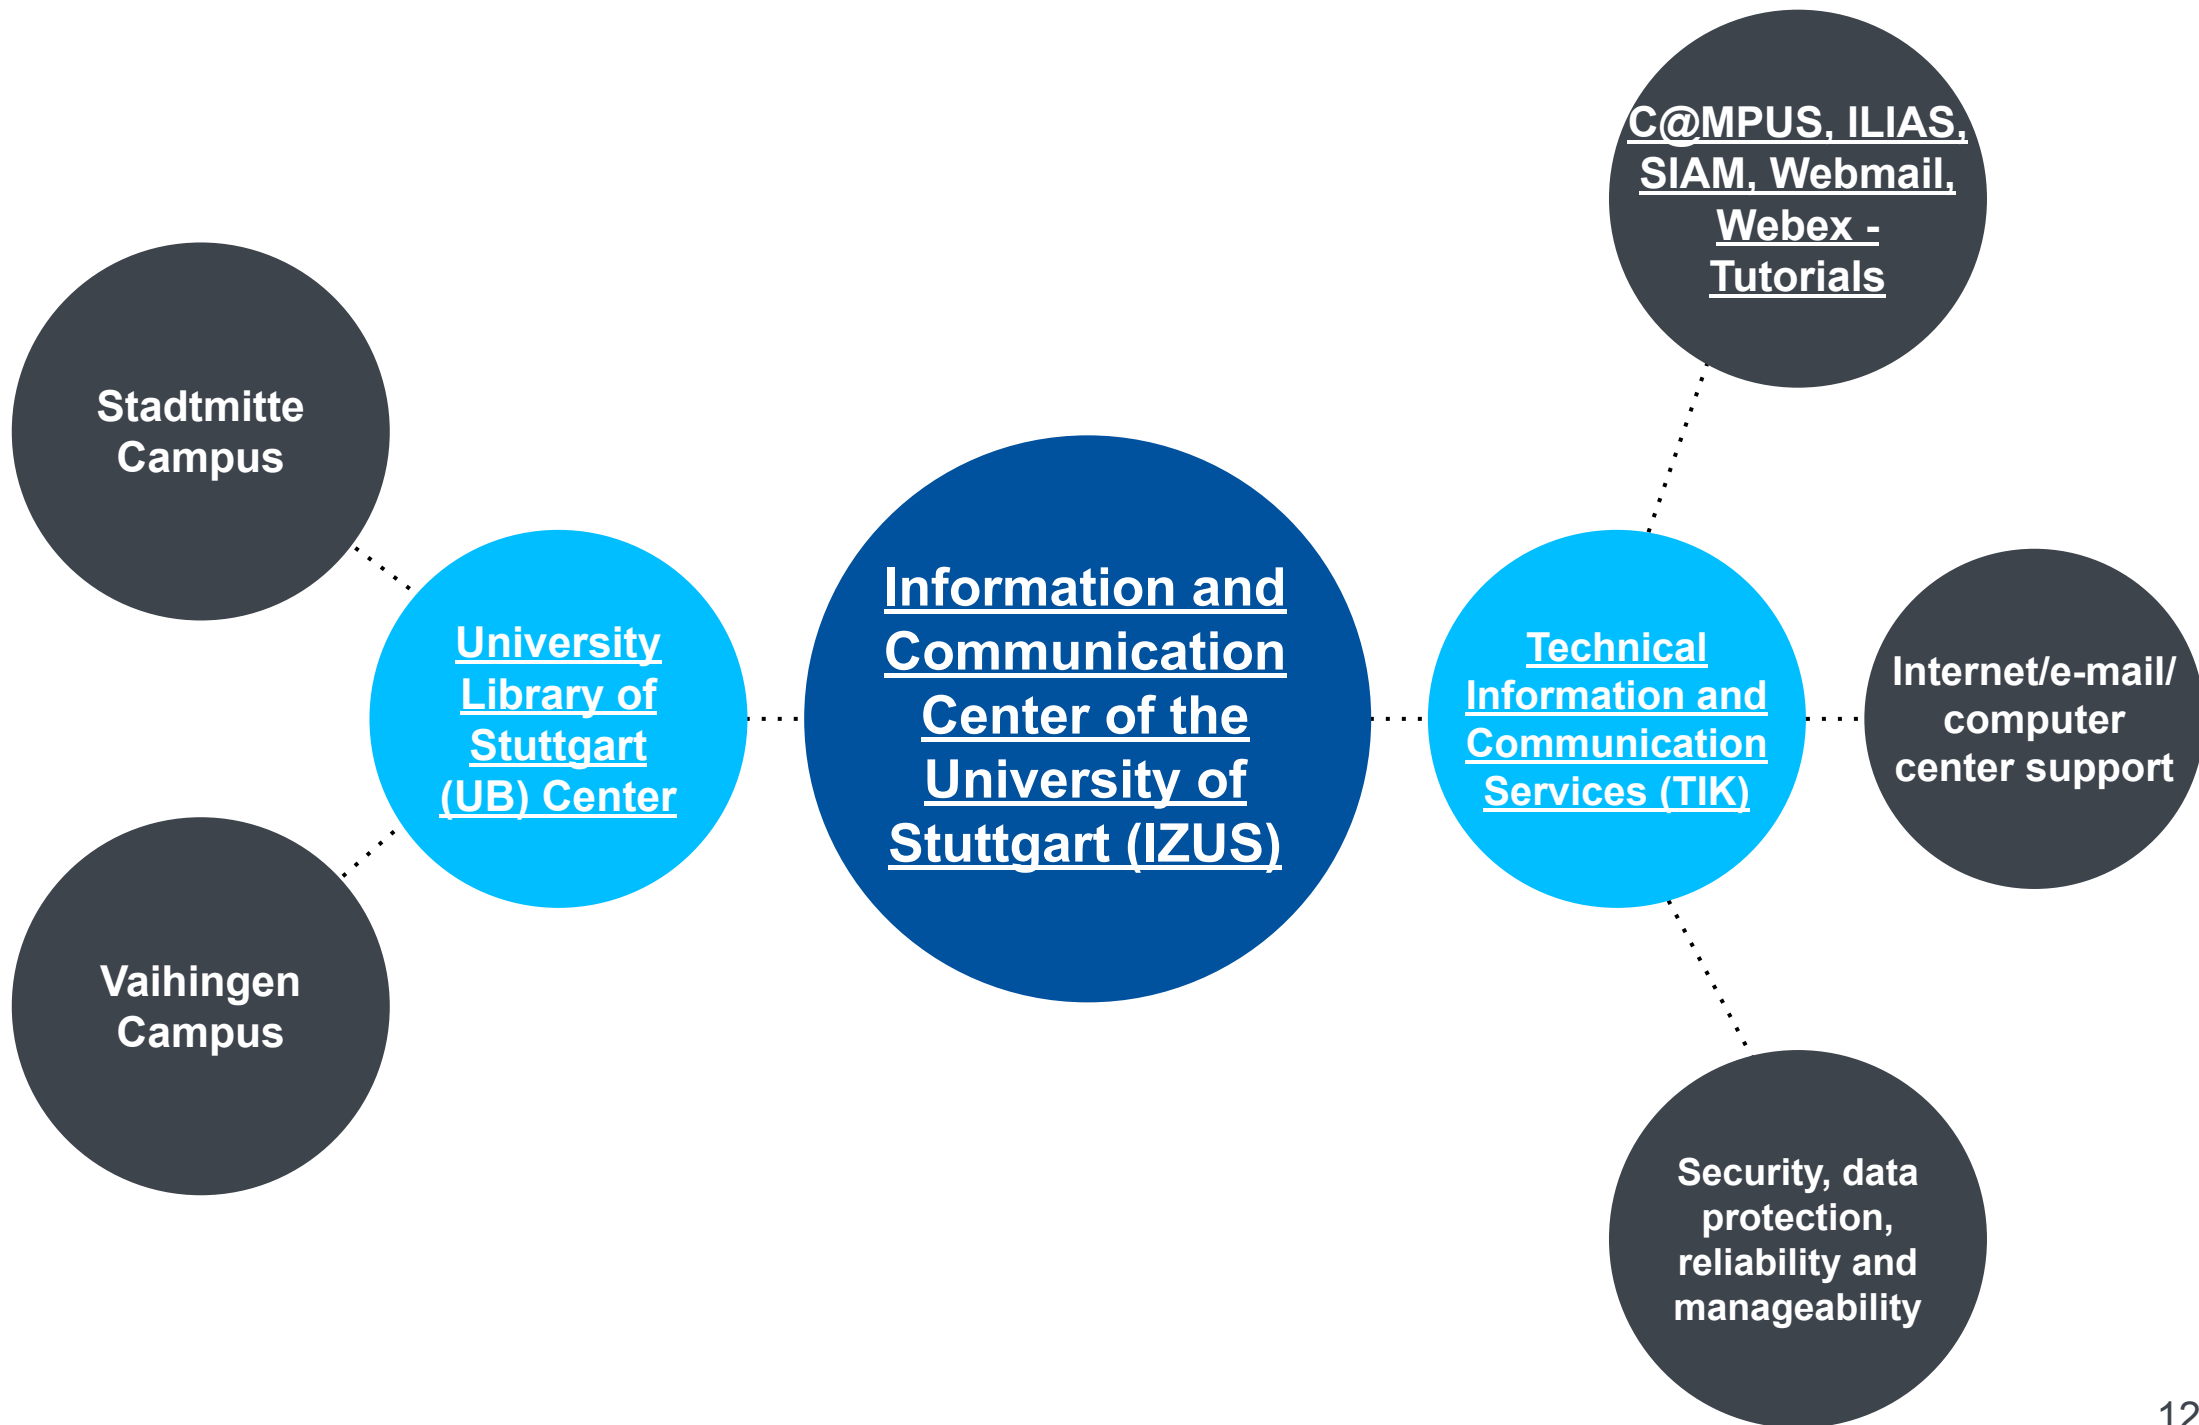 C@MPUS, ILIAS,
SIAM, Webmail,
Webex -
Tutorials
Stadtmitte
Campus
Information and
Communication
Center of the
University of
Stuttgart (IZUS)
University
Library of
Stuttgart
(UB) Center
Technical
Information and
Communication
Services (TIK)
Internet/e-mail/
computer
center support
Vaihingen
Campus
Security, data
protection,
reliability and
manageability
12